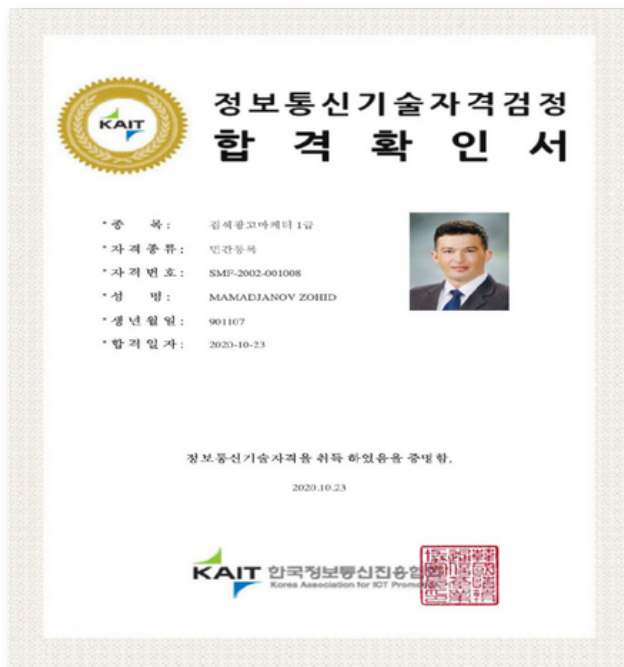 KAIT
정보통신기술자격검정
합 격 확 인 서
* 종 목 : 검색광고마케터 1급
* 자 격 종 류 : 민간등록
* 자 격 번 호 : SMF-2002-001008
* 성 명 : MAMADJANOV ZOHID
* 생 년 월 일 : 901107
* 합 격 일 자 : 2020-10-23
정보통신기술자격을 취득 하였음을 증명함.
2020.10.23
KAIT 한국정보통신진흥협회
Korea Association for ICT Promo